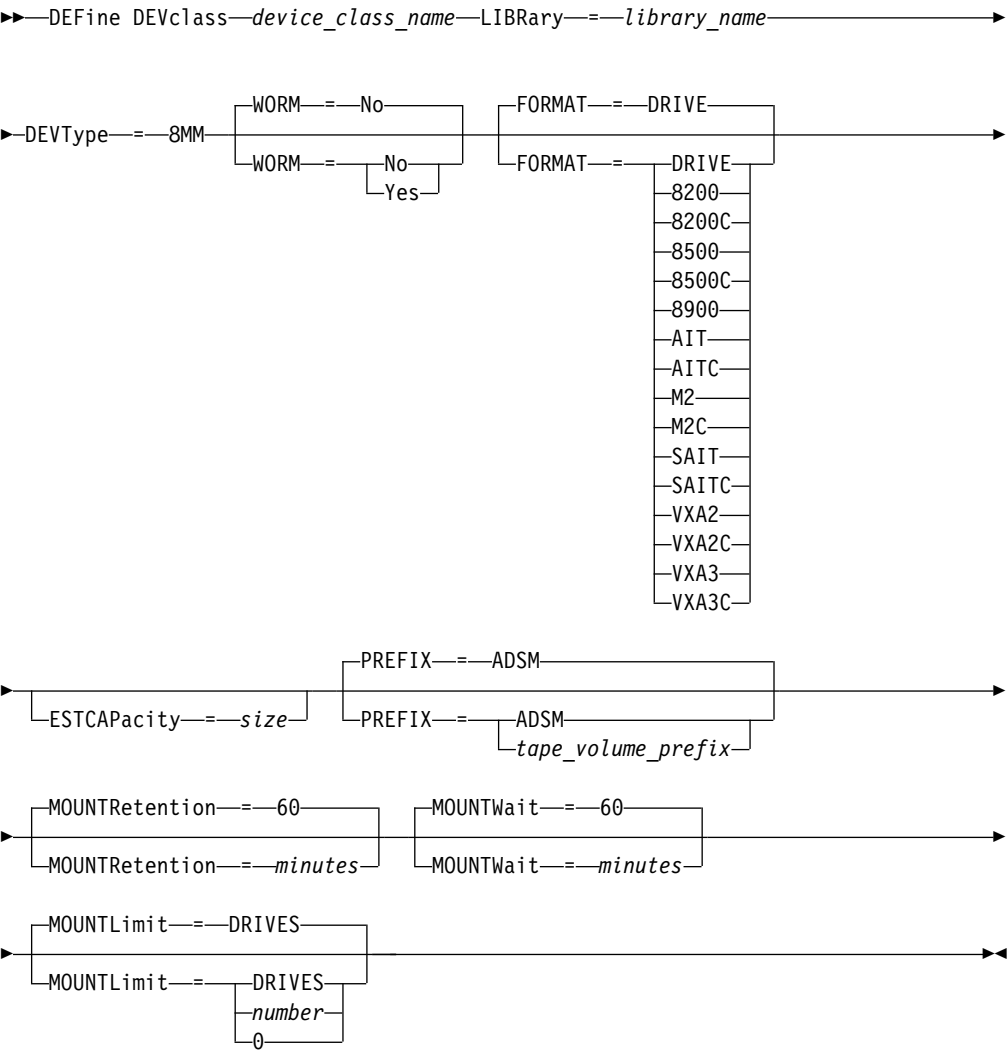 DEFine DEVclass device_class_name LIBRary = library_name
WORM = No FORMAT = DRIVE
DEVType = 8MM
WORM = No FORMAT = DRIVE
Yes 8200
8200C
8500
8500C
8900
AIT
AITC
M2
M2C
SAIT
SAITC
VXA2
VXA2C
VXA3
VXA3C
PREFIX = ADSM
ESTCAPacity = size PREFIX = ADSM
tape_volume_prefix
MOUNTRetention = 60 MOUNTWait = 60
MOUNTRetention = minutes MOUNTWait = minutes
MOUNTLimit = DRIVES
MOUNTLimit = DRIVES
number
0